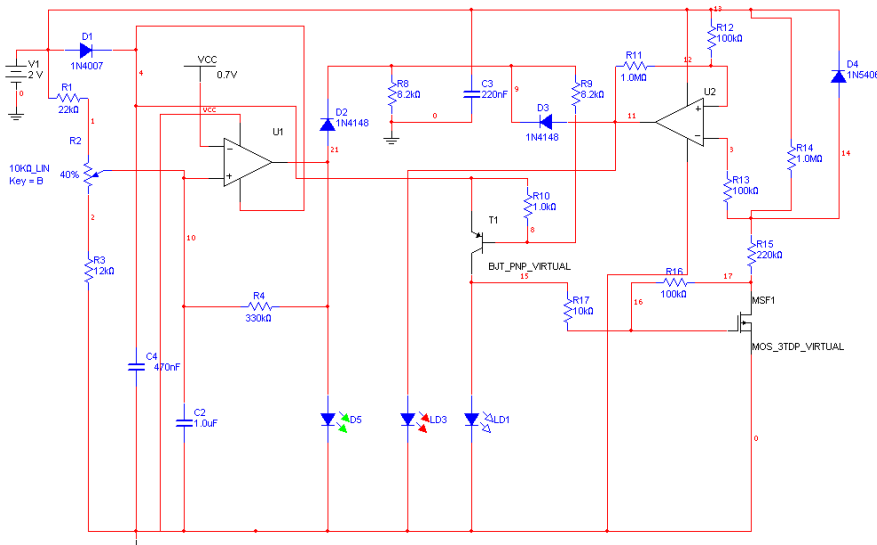 13
D1
1N4007
V1
2 V
0
R1
22kΩ
1
R2
10KΩ_LIN
Key = B
40%
2
R3
12kΩ
4
VCC
0.7V
vcc
U1
10
R4
330kΩ
C4
470nF
C2
1.0uF
D2
1N4148
21
D5
R8
8.2kΩ
0
C3
220nF
9
D3
1N4148
R9
8.2kΩ
R10
1.0kΩ
8
T1
BJT_PNP_VIRTUAL
15
LD3
LD1
R11
1.0MΩ
11
12
R12
100kΩ
U2
3
R13
100kΩ
R14
1.0MΩ
D4
1N5406
14
R15
220kΩ
R16
100kΩ
17
16
R17
10kΩ
MSF1
MOS_3TDP_VIRTUAL
0